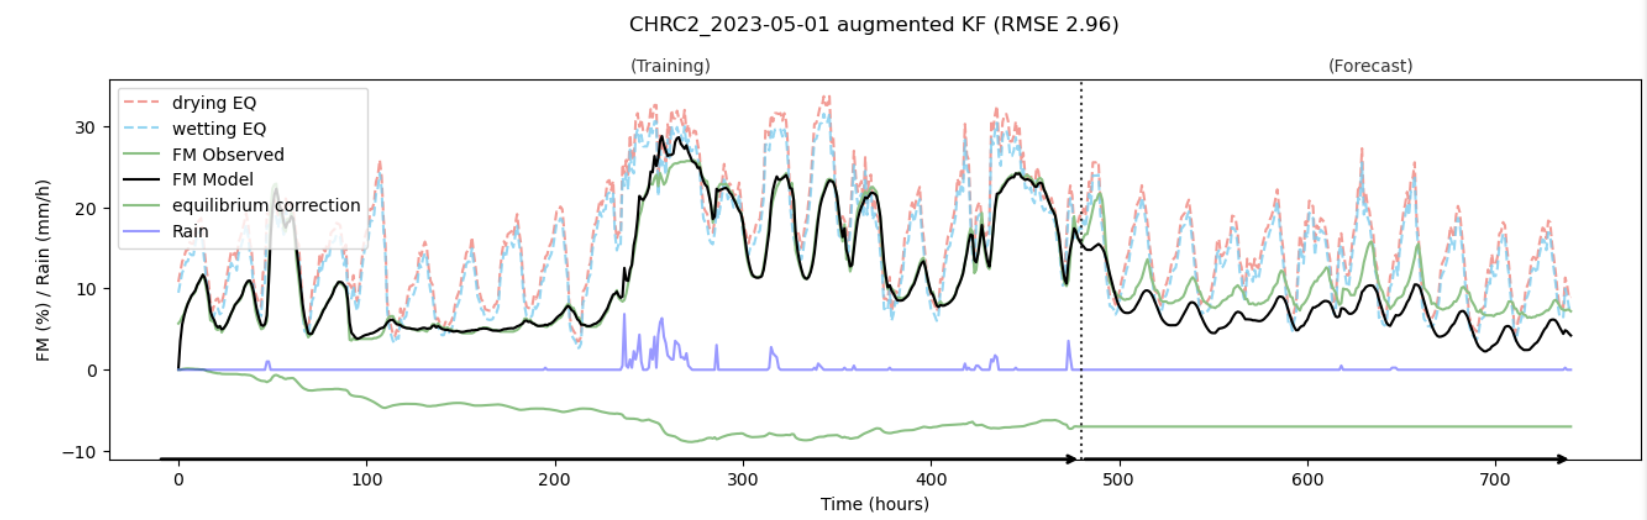 CHRC2_2023-05-01 augmented KF (RMSE 2.96)
(Training)
(Forecast)
drying EQ
wetting EQ
FM Observed
FM Model
equilibrium correction
Rain
FM (%) / Rain (mm/h)
30
20
10
0
−10
0 100 200 300 400 500 600 700
Time (hours)